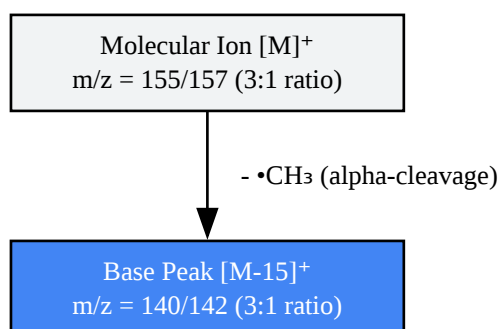 Molecular Ion [M]⁺
m/z = 155/157 (3:1 ratio)
- •CH₃ (alpha-cleavage)
Base Peak [M-15]⁺
m/z = 140/142 (3:1 ratio)